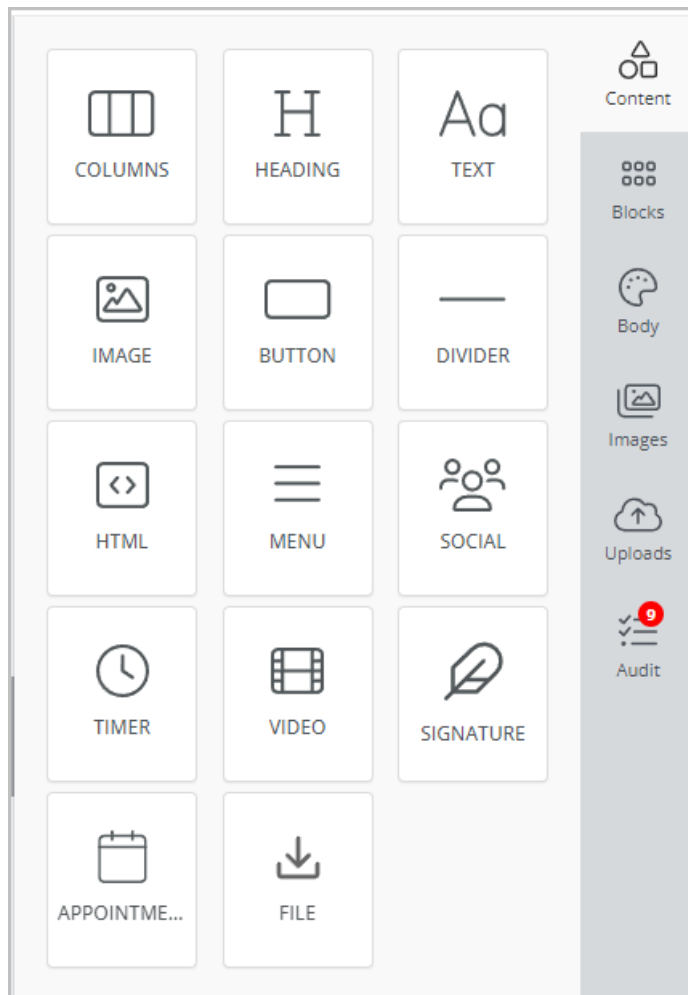 COLUMNS
HEADING
TEXT
IMAGE
BUTTON
DIVIDER
HTML
MENU
SOCIAL
TIMER
VIDEO
SIGNATURE
APPOINTME...
FILE
Content
Blocks
Body
Images
Uploads
9
Audit